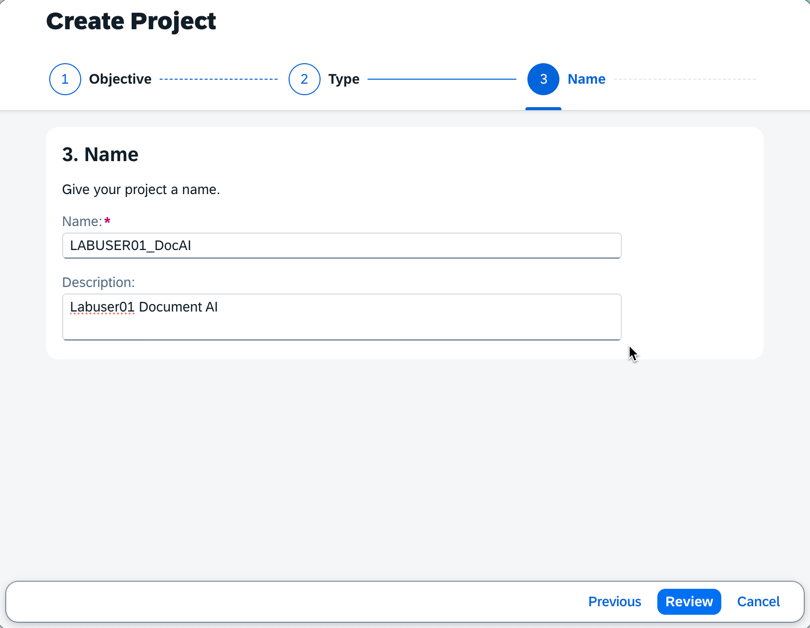 Create Project
1 Objective 2 Type 3 Name
3. Name
Give your project a name.
Name:*
LABUSER01_DocAI
Description:
Labuser01 Document AI
Previous Review Cancel